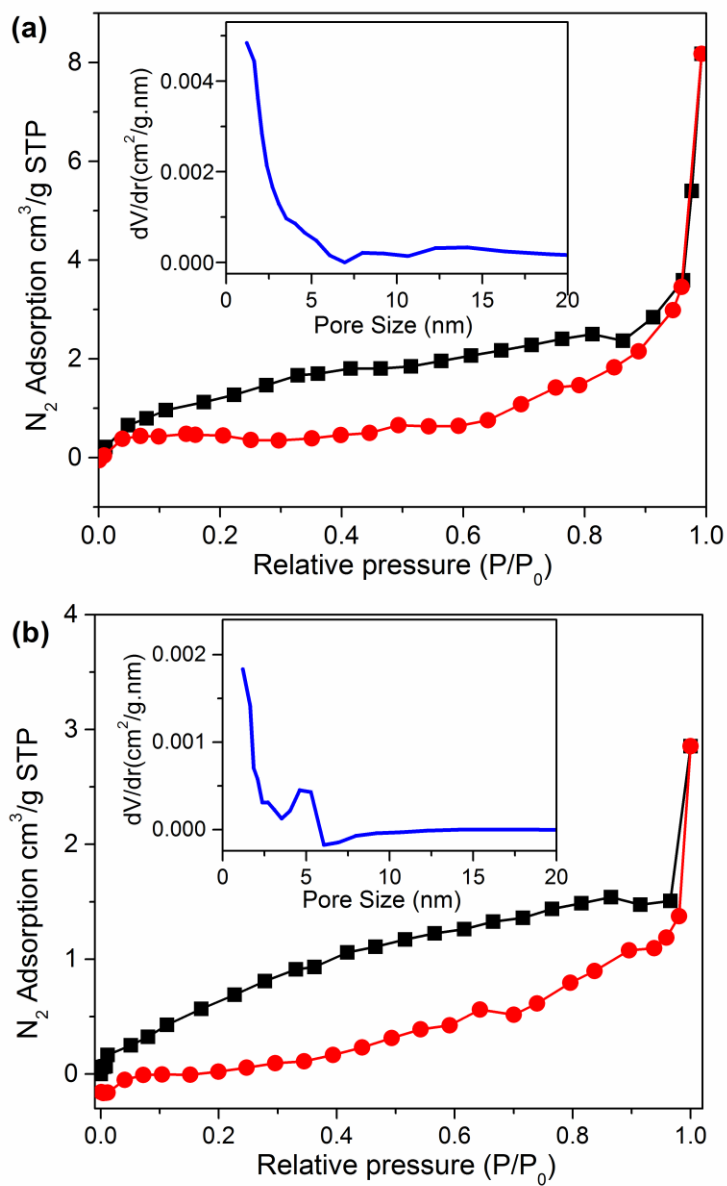 (a)
N2 Adsorption cm3/g STP
8
6
4
2
0
dV/dr(cm2/g.nm)
0.004
0.002
0.000
0 5 10 15 20
Pore Size (nm)
0.0 0.2 0.4 0.6 0.8 1.0
Relative pressure (P/P0)
(b)
N2 Adsorption cm3/g STP
4
3
2
1
0
dV/dr(cm2/g.nm)
0.002
0.001
0.000
0 5 10 15 20
Pore Size (nm)
0.0 0.2 0.4 0.6 0.8 1.0
Relative pressure (P/P0)